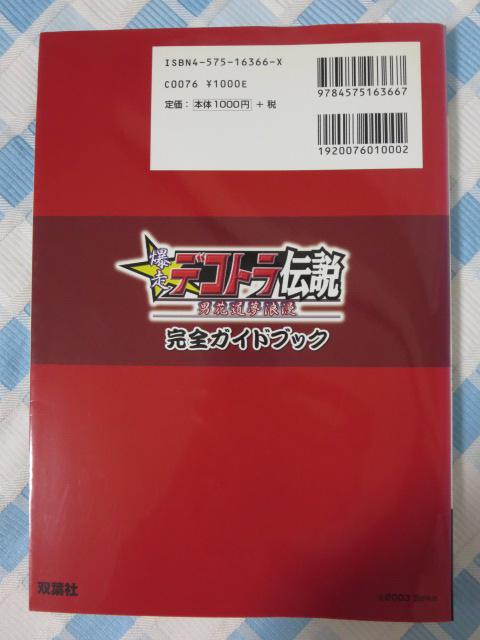 ISBN4-575-16366-X
C0076 ¥1000E
定価：本体1000円＋税
9784575163667
1920076010002
爆走
デコトラ伝説
男花道夢浪漫
完全ガイドブック
双葉社
©2003 Spike